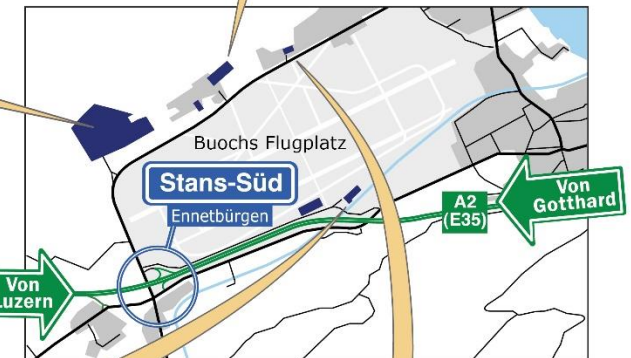 Buochs Flugplatz
Stans-Süd
Ennetbürgen
A2
(E35)
Von
Gotthard
Von
Luzern